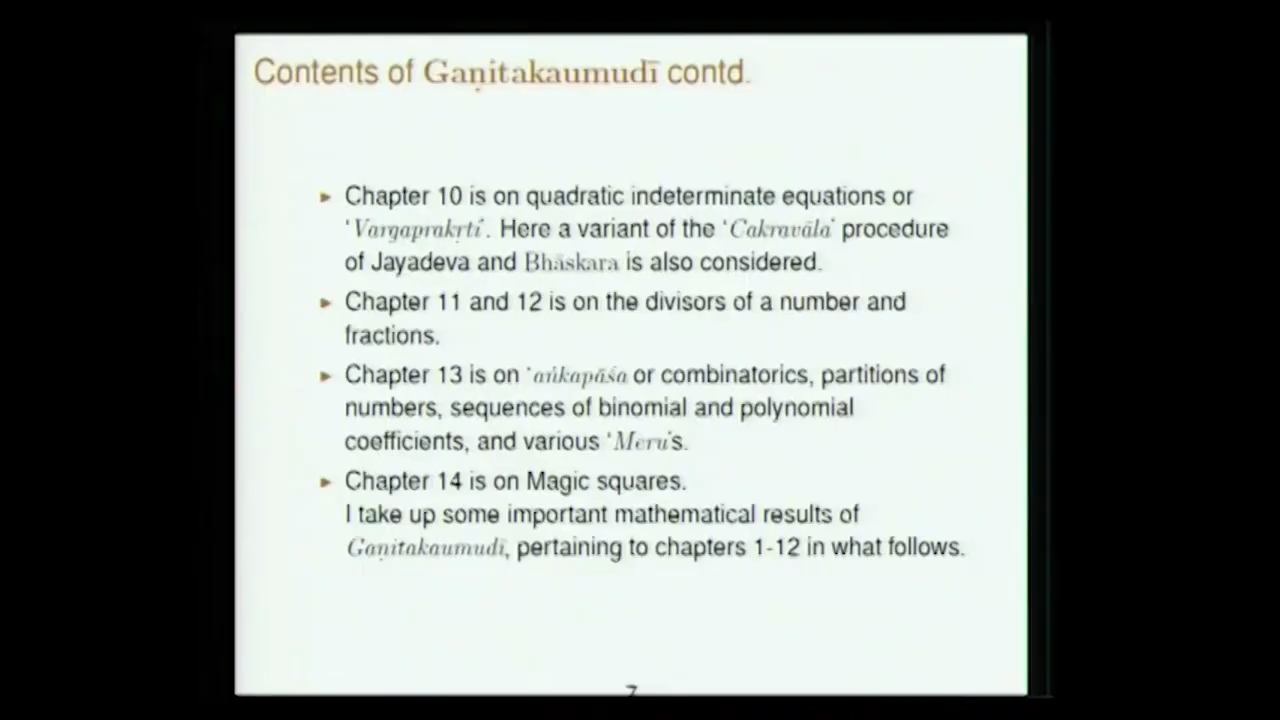 Contents of Gaṇitakaumudī contd.
► Chapter 10 is on quadratic indeterminate equations or
'Vargaprakṛti'. Here a variant of the 'Cakravāla' procedure
of Jayadeva and Bhāskara is also considered.
► Chapter 11 and 12 is on the divisors of a number and
fractions.
► Chapter 13 is on 'aṅkapāśa or combinatorics, partitions of
numbers, sequences of binomial and polynomial
coefficients, and various 'Meru's.
► Chapter 14 is on Magic squares.
I take up some important mathematical results of
Gaṇitakaumudī, pertaining to chapters 1-12 in what follows.
7